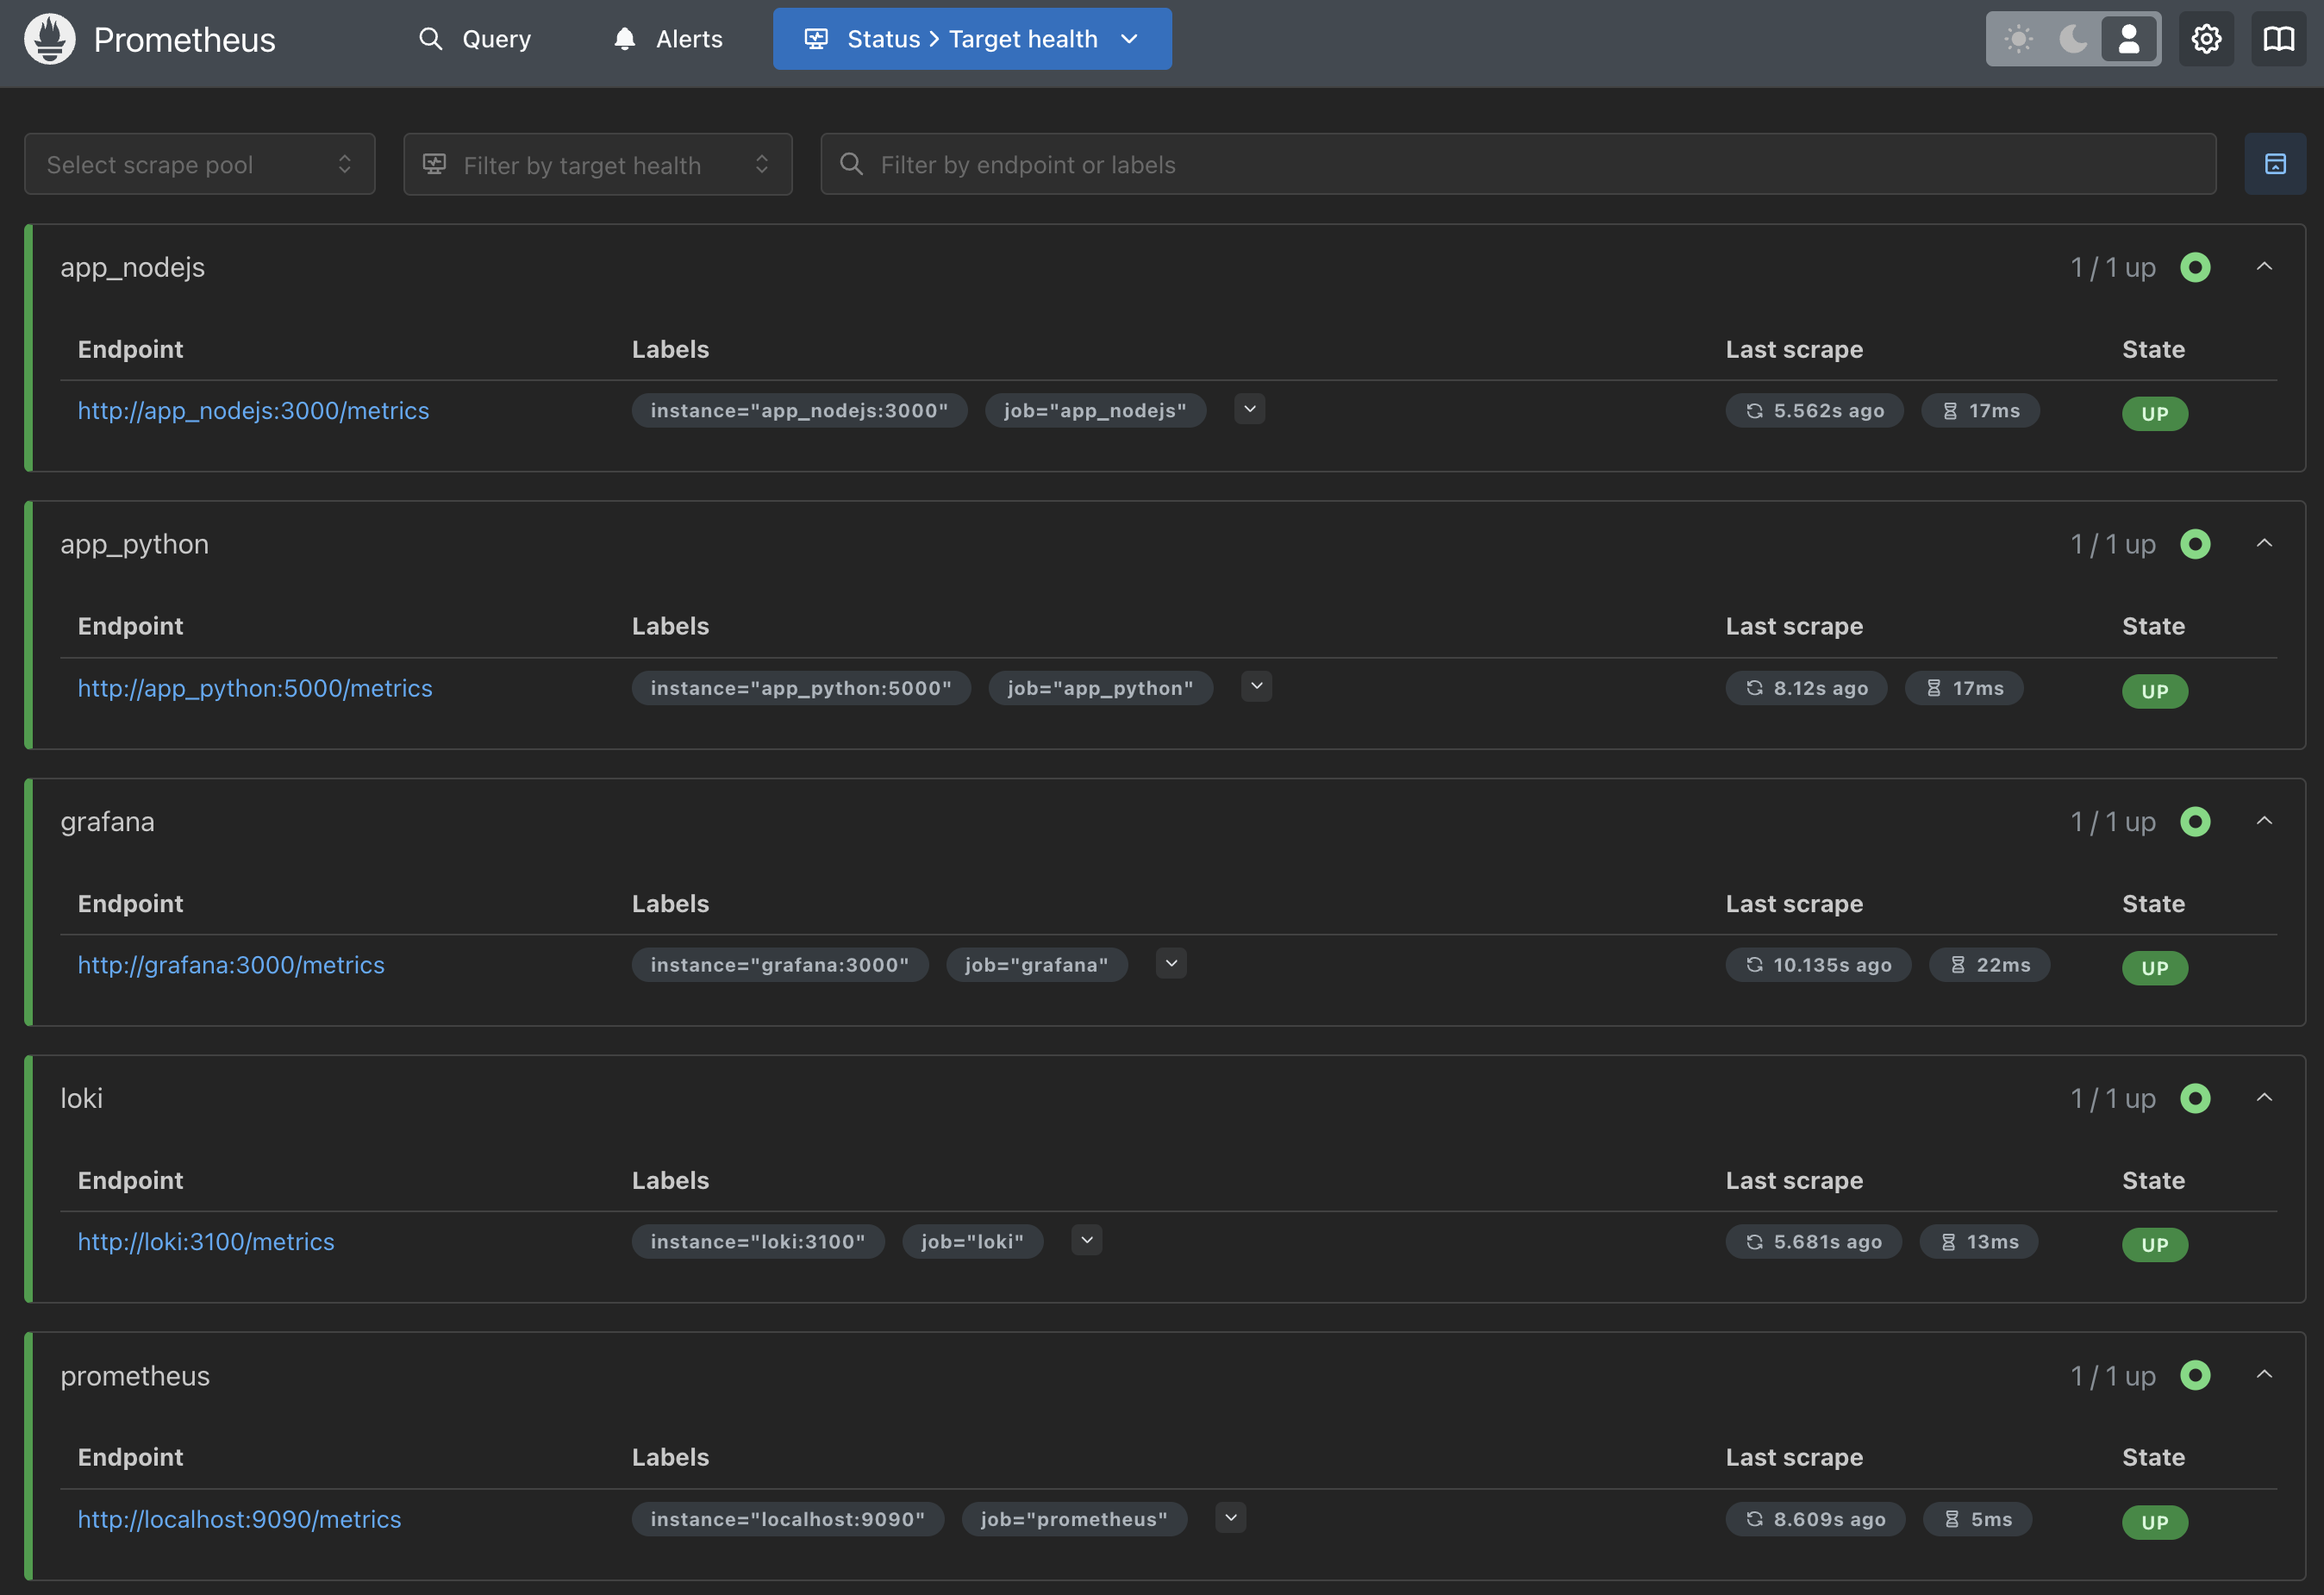 Prometheus Query Alerts Status > Target health
Select scrape pool Filter by target health Filter by endpoint or labels
app_nodejs 1 / 1 up
Endpoint Labels Last scrape State
http://app_nodejs:3000/metrics instance="app_nodejs:3000" job="app_nodejs" 5.562s ago 17ms UP
app_python 1 / 1 up
Endpoint Labels Last scrape State
http://app_python:5000/metrics instance="app_python:5000" job="app_python" 8.12s ago 17ms UP
grafana 1 / 1 up
Endpoint Labels Last scrape State
http://grafana:3000/metrics instance="grafana:3000" job="grafana" 10.135s ago 22ms UP
loki 1 / 1 up
Endpoint Labels Last scrape State
http://loki:3100/metrics instance="loki:3100" job="loki" 5.681s ago 13ms UP
prometheus 1 / 1 up
Endpoint Labels Last scrape State
http://localhost:9090/metrics instance="localhost:9090" job="prometheus" 8.609s ago 5ms UP